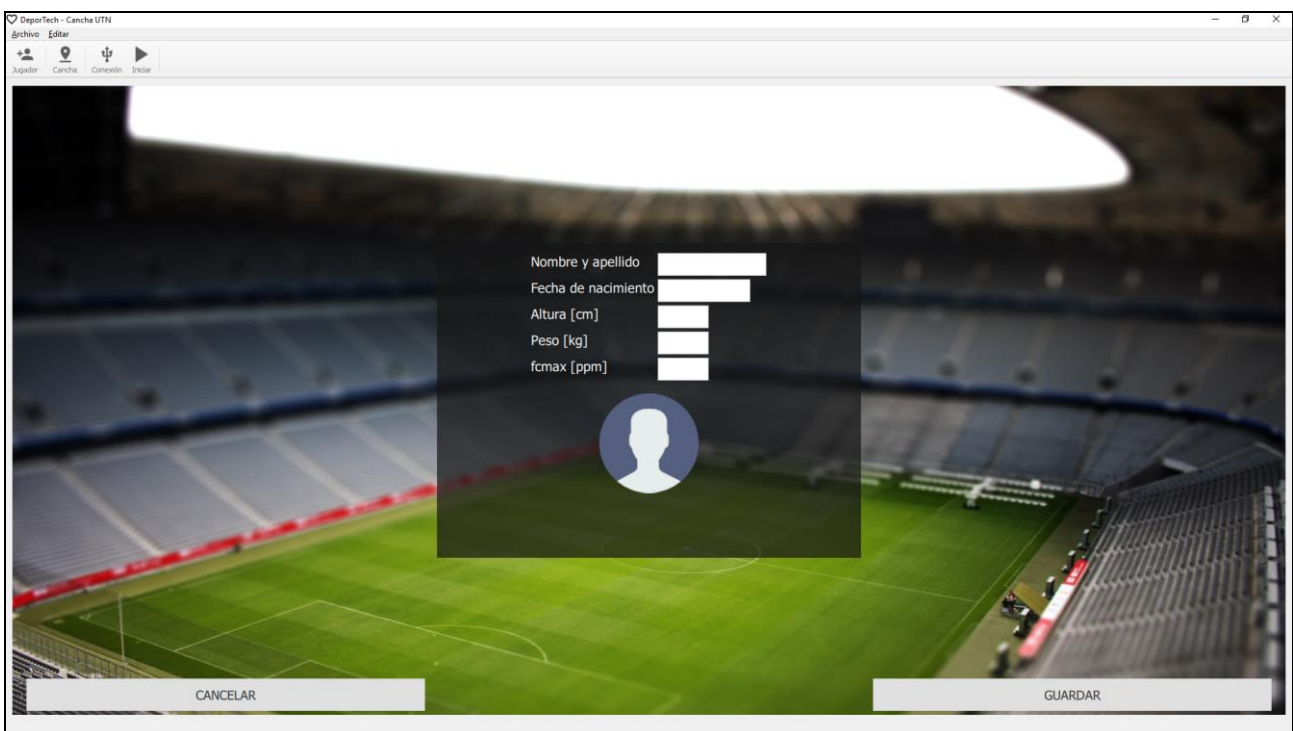 DeporTech - Cancha UTN
Archivo Editar
Jugador Cancha Conexión Iniciar
Nombre y apellido
Fecha de nacimiento
Altura [cm]
Peso [kg]
fcmax [ppm]
CANCELAR GUARDAR